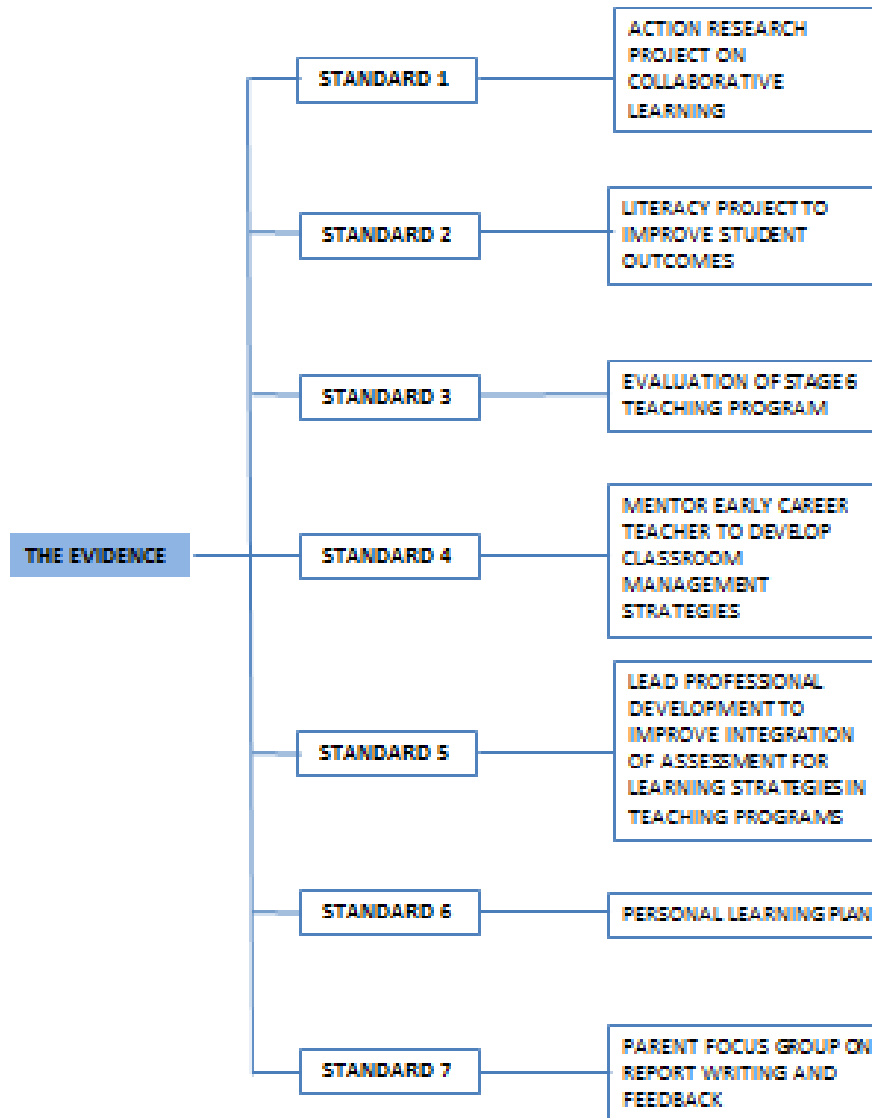 ACTION RESEARCH
PROJECT ON
COLLABORATIVE
LEARNING
STANDARD 1
LITERACY PROJECT TO
IMPROVE STUDENT
OUTCOMES
STANDARD 2
EVALUATION OF STAGE 6
TEACHING PROGRAM
STANDARD 3
MENTOR EARLY CAREER
TEACHER TO DEVELOP
CLASSROOM
MANAGEMENT
STRATEGIES
STANDARD 4
THE EVIDENCE
LEAD PROFESSIONAL
DEVELOPMENT TO
IMPROVE INTEGRATION
OF ASSESSMENT FOR
LEARNING STRATEGIES IN
TEACHING PROGRAMS
STANDARD 5
STANDARD 6
PERSONAL LEARNING PLAN
PARENT FOCUS GROUP ON
REPORT WRITING AND
FEEDBACK
STANDARD 7